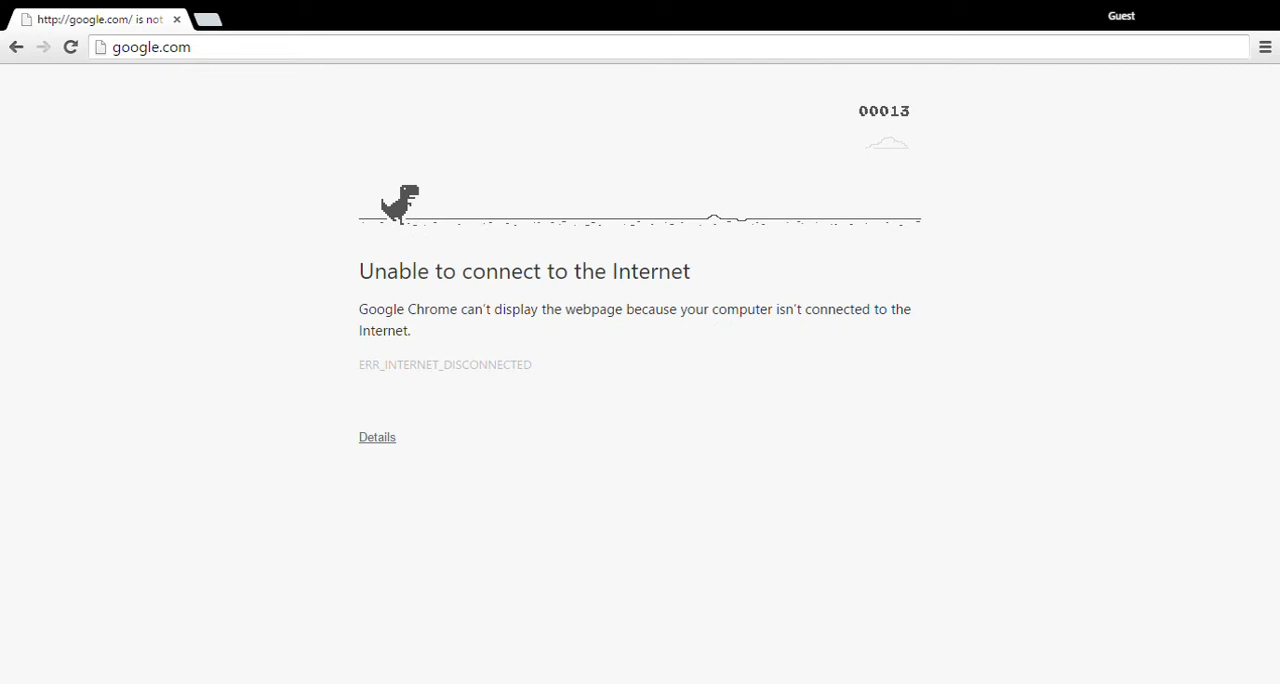 http://google.com/ is not
Guest
google.com
00013
Unable to connect to the Internet
Google Chrome can't display the webpage because your computer isn't connected to the
Internet.
ERR_INTERNET_DISCONNECTED
Details